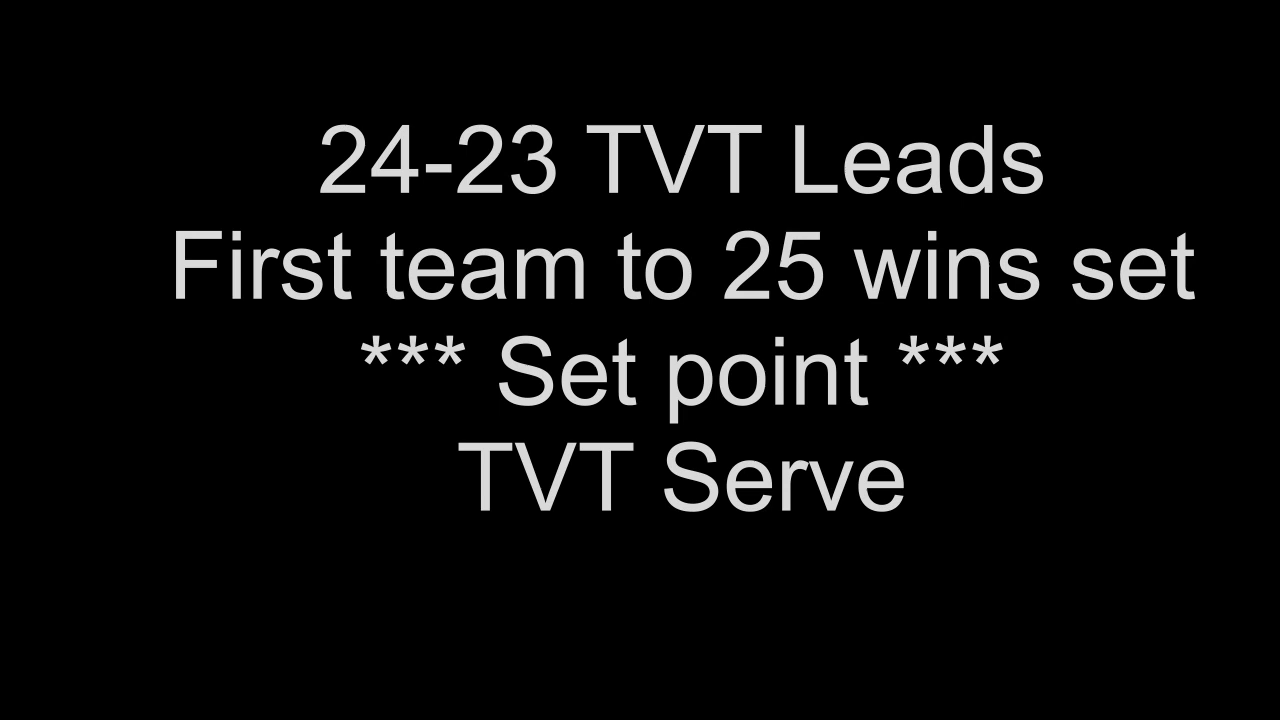 24-23 TVT Leads
First team to 25 wins set
*** Set point ***
TVT Serve